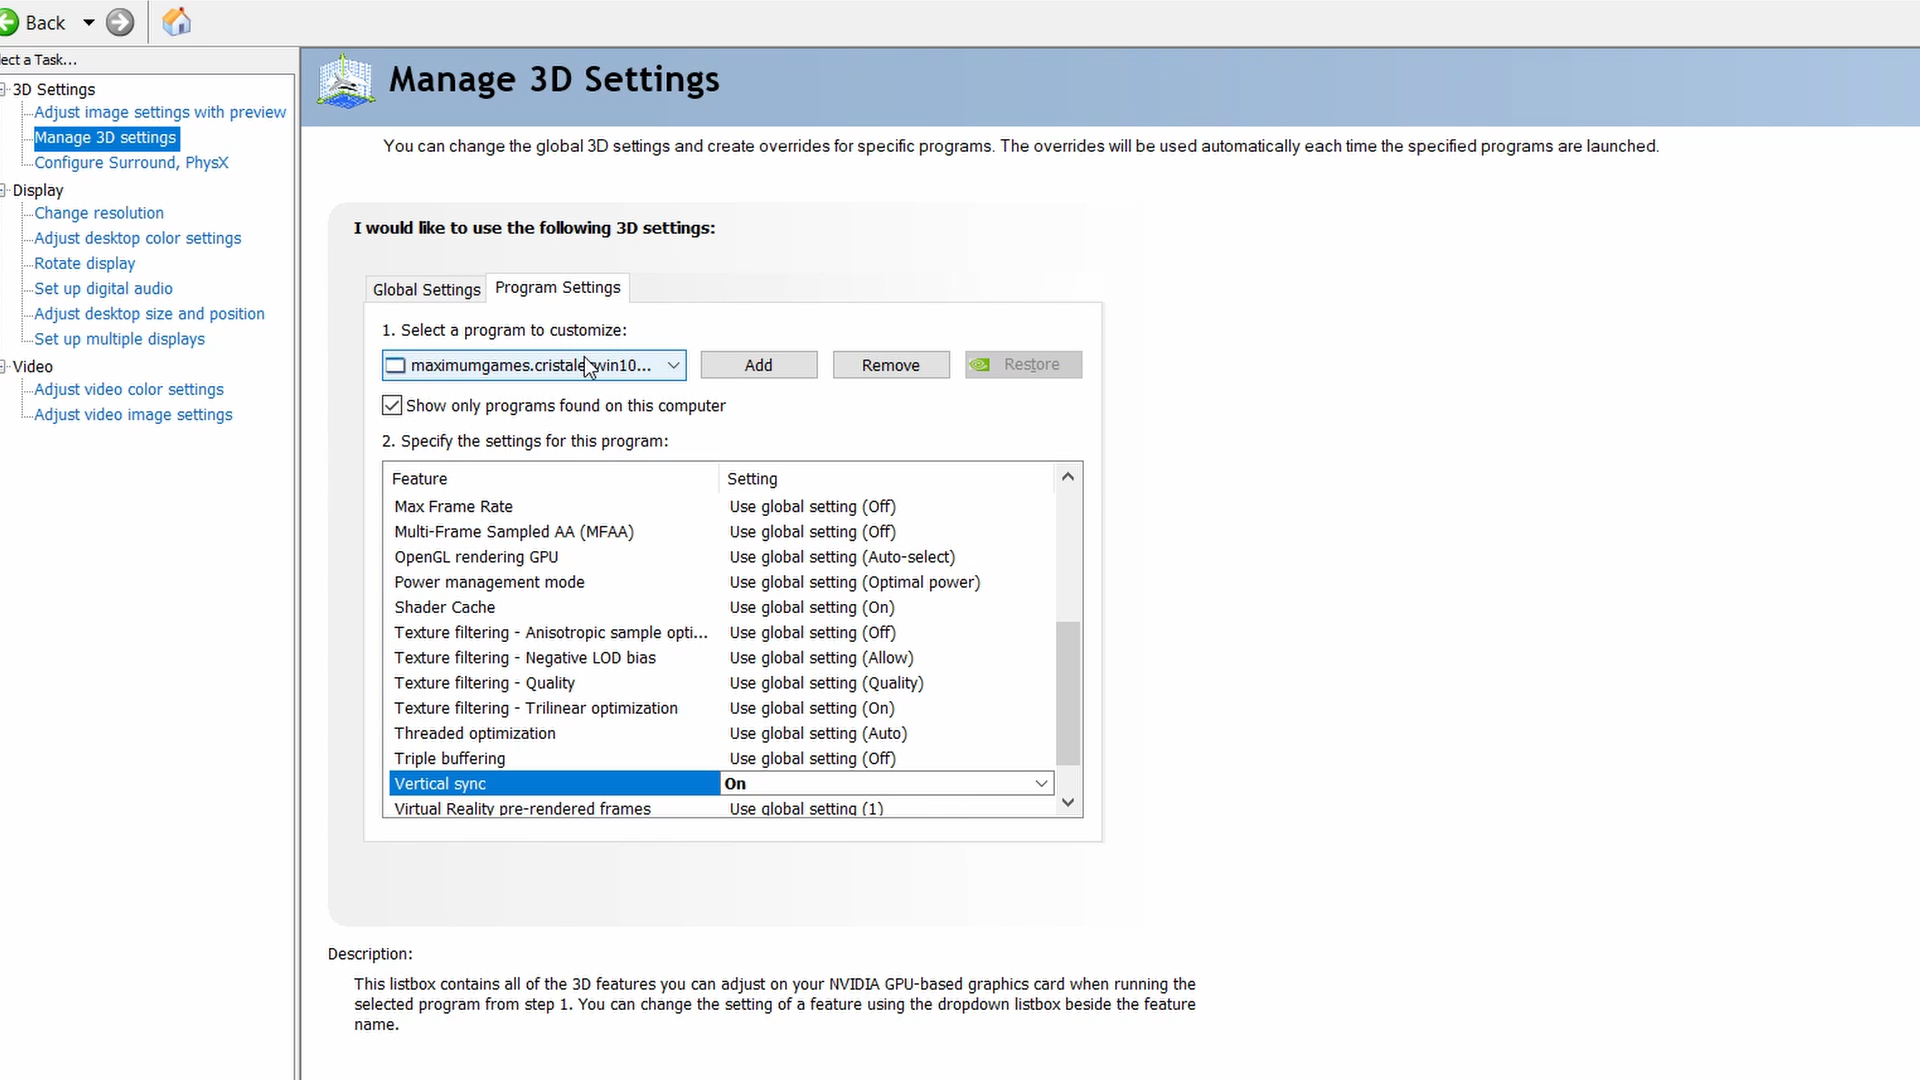 Back
ect a Task...
3D Settings
Adjust image settings with preview
Manage 3D settings
Configure Surround, PhysX
Display
Change resolution
Adjust desktop color settings
Rotate display
Set up digital audio
Adjust desktop size and position
Set up multiple displays
Video
Adjust video color settings
Adjust video image settings
Manage 3D Settings
You can change the global 3D settings and create overrides for specific programs. The overrides will be used automatically each time the specified programs are launched.
I would like to use the following 3D settings:
Global Settings Program Settings
1. Select a program to customize:
maximumgames.cristale win10... Add Remove Restore
Show only programs found on this computer
2. Specify the settings for this program:
Feature Setting
Max Frame Rate Use global setting (Off)
Multi-Frame Sampled AA (MFAA) Use global setting (Off)
OpenGL rendering GPU Use global setting (Auto-select)
Power management mode Use global setting (Optimal power)
Shader Cache Use global setting (On)
Texture filtering - Anisotropic sample opti... Use global setting (Off)
Texture filtering - Negative LOD bias Use global setting (Allow)
Texture filtering - Quality Use global setting (Quality)
Texture filtering - Trilinear optimization Use global setting (On)
Threaded optimization Use global setting (Auto)
Triple buffering Use global setting (Off)
Vertical sync On
Virtual Reality pre-rendered frames Use global setting (1)
Description:
This listbox contains all of the 3D features you can adjust on your NVIDIA GPU-based graphics card when running the
selected program from step 1. You can change the setting of a feature using the dropdown listbox beside the feature
name.